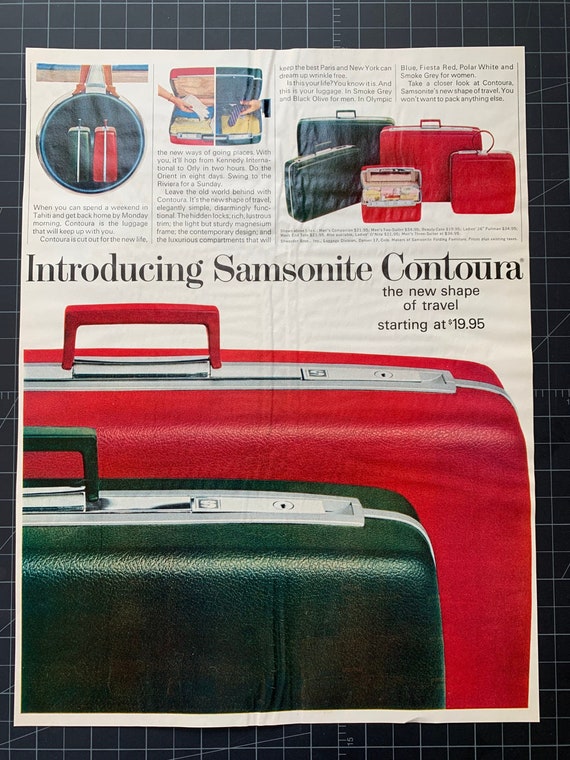 When you can spend a weekend in
Tahiti and get back home by Monday
morning, Contoura is the luggage
that will keep up with you.
Contoura is cut out for the new life,
the new ways of going places. With
you, it'll hop from Kennedy Interna-
tional to Orly in two hours. Do the
Orient in eight days. Swing to the
Riviera for a Sunday.
Leave the old world behind with
Contoura. It's the new shape of travel,
elegantly simple, disarmingly func-
tional. The hidden locks; rich, lustrous
trim; the light but sturdy magnesium
frame; the contemporary design; and
the luxurious compartments that will
keep the best Paris and New York can
dream up wrinkle free.
Is this your life? You know it is. And
this is your luggage. In Smoke Grey
and Black Olive for men. In Olympic
Blue, Fiesta Red, Polar White and
Smoke Grey for women.
Take a closer look at Contoura,
Samsonite's new shape of travel. You
won't want to pack anything else.
Introducing Samsonite Contoura®
the new shape
of travel
starting at $19.95
15